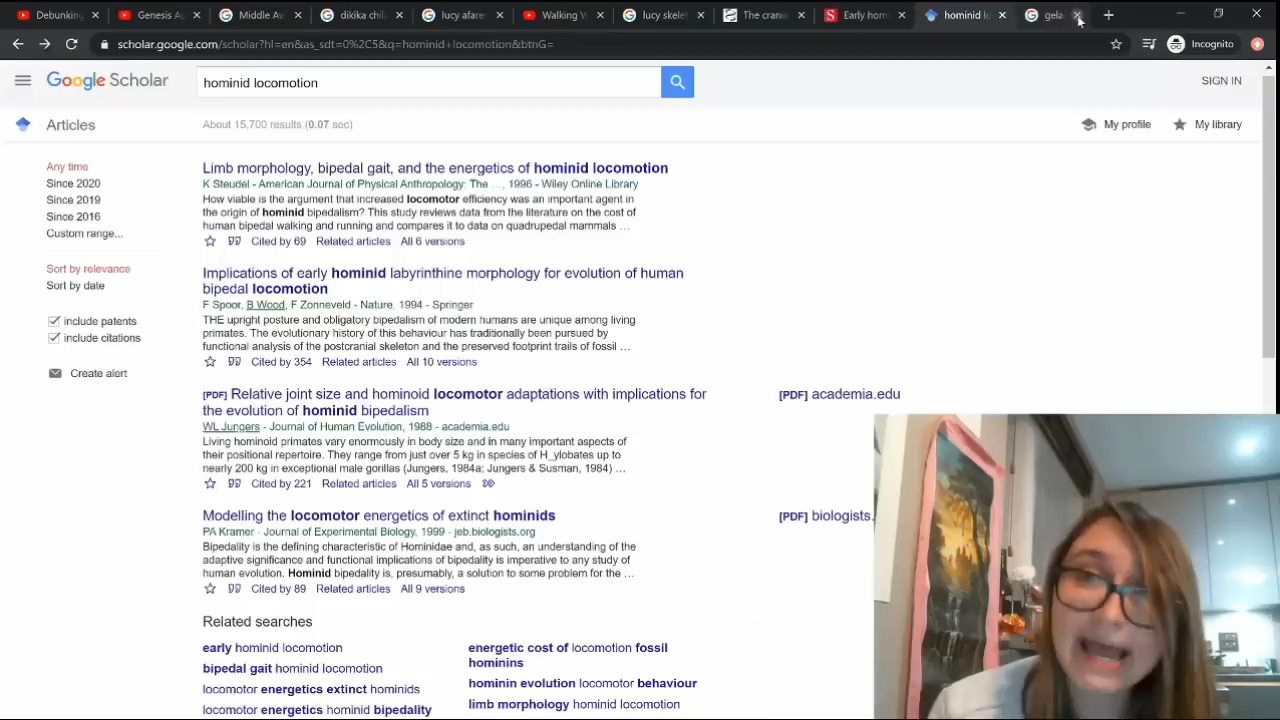 Debunking
Genesis A
Middle Aw
dikika chil
lucy afare
Walking W
lucy skelet
The crania
Early hom
hominid lo
gela
scholar.google.com/scholar?hl=en&as_sdt=0%2C5&q=hominid+locomotion&btnG=
Incognito
Google Scholar
hominid locomotion
SIGN IN
Articles
About 15,700 results (0.07 sec)
My profile
My library
Any time
Since 2020
Since 2019
Since 2016
Custom range...
Sort by relevance
Sort by date
include patents
include citations
Create alert
Limb morphology, bipedal gait, and the energetics of hominid locomotion
K Steudel - American Journal of Physical Anthropology: The ..., 1996 - Wiley Online Library
How viable is the argument that increased locomotor efficiency was an important agent in
the origin of hominid bipedalism? This study reviews data from the literature on the cost of
human bipedal walking and running and compares it to data on quadrupedal mammals ...
Cited by 69 Related articles All 6 versions
Implications of early hominid labyrinthine morphology for evolution of human
bipedal locomotion
F Spoor, B Wood, F Zonneveld - Nature, 1994 - Springer
THE upright posture and obligatory bipedalism of modern humans are unique among living
primates. The evolutionary history of this behaviour has traditionally been pursued by
functional analysis of the postcranial skeleton and the preserved footprint trails of fossil ...
Cited by 354 Related articles All 10 versions
[PDF] Relative joint size and hominoid locomotor adaptations with implications for
the evolution of hominid bipedalism
WL Jungers - Journal of Human Evolution, 1988 - academia.edu
Living hominoid primates vary enormously in body size and in many important aspects of
their positional repertoire. They range from just over 5 kg in species of H_ylobates up to
nearly 200 kg in exceptional male gorillas (Jungers, 1984a; Jungers & Susman, 1984) ...
Cited by 221 Related articles All 5 versions
[PDF] academia.edu
Modelling the locomotor energetics of extinct hominids
PA Kramer - Journal of Experimental Biology, 1999 - jeb.biologists.org
Bipedality is the defining characteristic of Hominidae and, as such, an understanding of the
adaptive significance and functional implications of bipedality is imperative to any study of
human evolution. Hominid bipedality is, presumably, a solution to some problem for the ...
Cited by 89 Related articles All 9 versions
[PDF] biologists.
Related searches
early hominid locomotion
bipedal gait hominid locomotion
locomotor energetics extinct hominids
locomotor energetics hominid bipedality
energetic cost of locomotion fossil
hominins
hominin evolution locomotor behaviour
limb morphology hominid locomotion